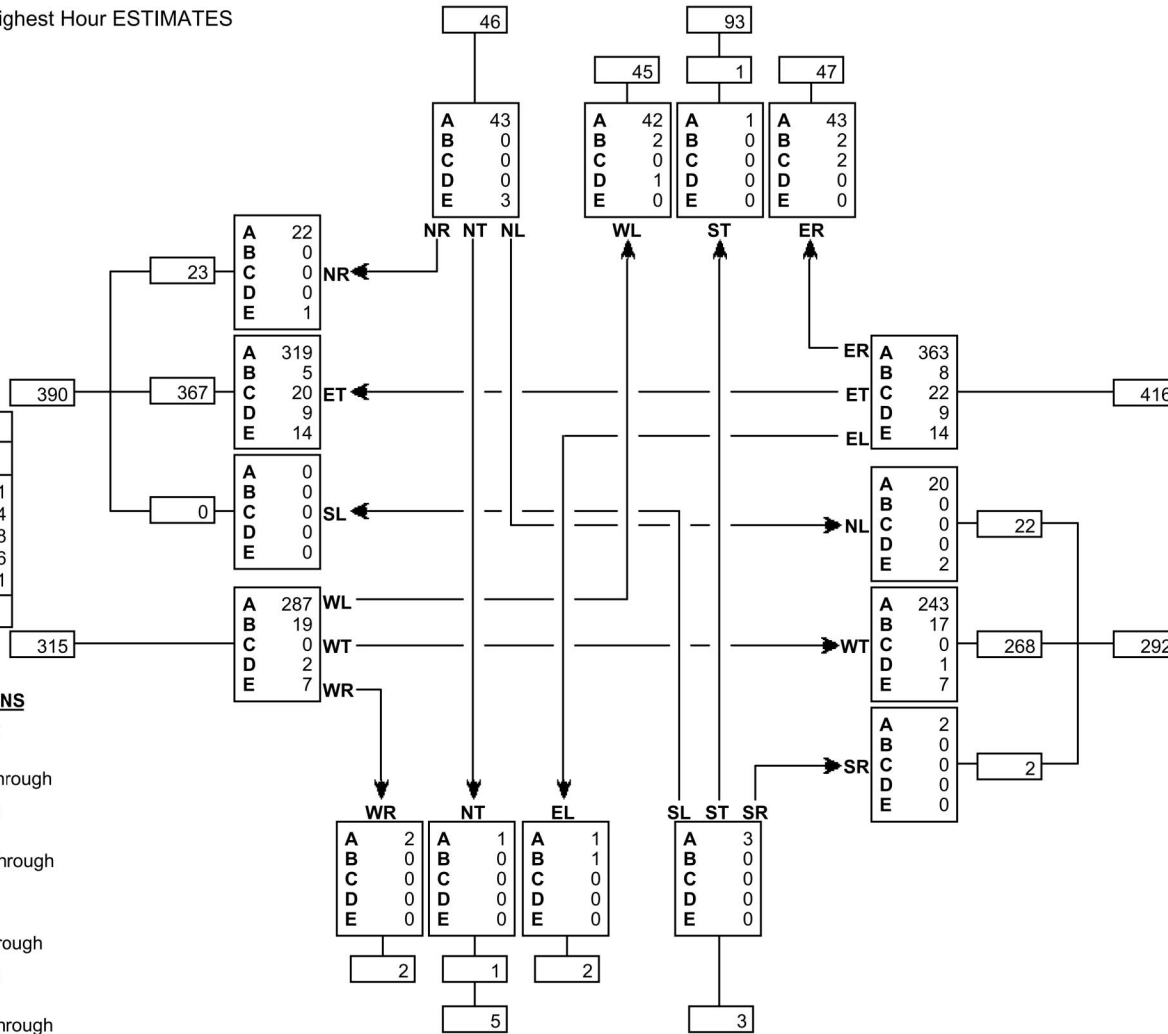 ighest Hour ESTIMATES
46
93
45
1
47
A 43
B 0
C 0
D 0
E 3
A 42
B 2
C 0
D 1
E 0
A 1
B 0
C 0
D 0
E 0
A 43
B 2
C 2
D 0
E 0
NR NT NL
WL
ST
ER
A 22
B 0
C 0
D 0
E 1
23
NR
A 319
B 5
C 20
D 9
E 14
390
367
ET
A 0
B 0
C 0
D 0
E 0
0
SL
ER
ET
EL
A 363
B 8
C 22
D 9
E 14
416
A 20
B 0
C 0
D 0
E 2
NL
22
1
4
8
6
1
A 287
B 19
C 0
D 2
E 7
315
WL
WT
WR
WT
A 243
B 17
C 0
D 1
E 7
268
292
SR
A 2
B 0
C 0
D 0
E 0
2
NS
hrough
hrough
rough
hrough
WR
NT
EL
SL ST SR
A 2
B 0
C 0
D 0
E 0
A 1
B 0
C 0
D 0
E 0
A 1
B 1
C 0
D 0
E 0
A 3
B 0
C 0
D 0
E 0
2
1
2
5
3